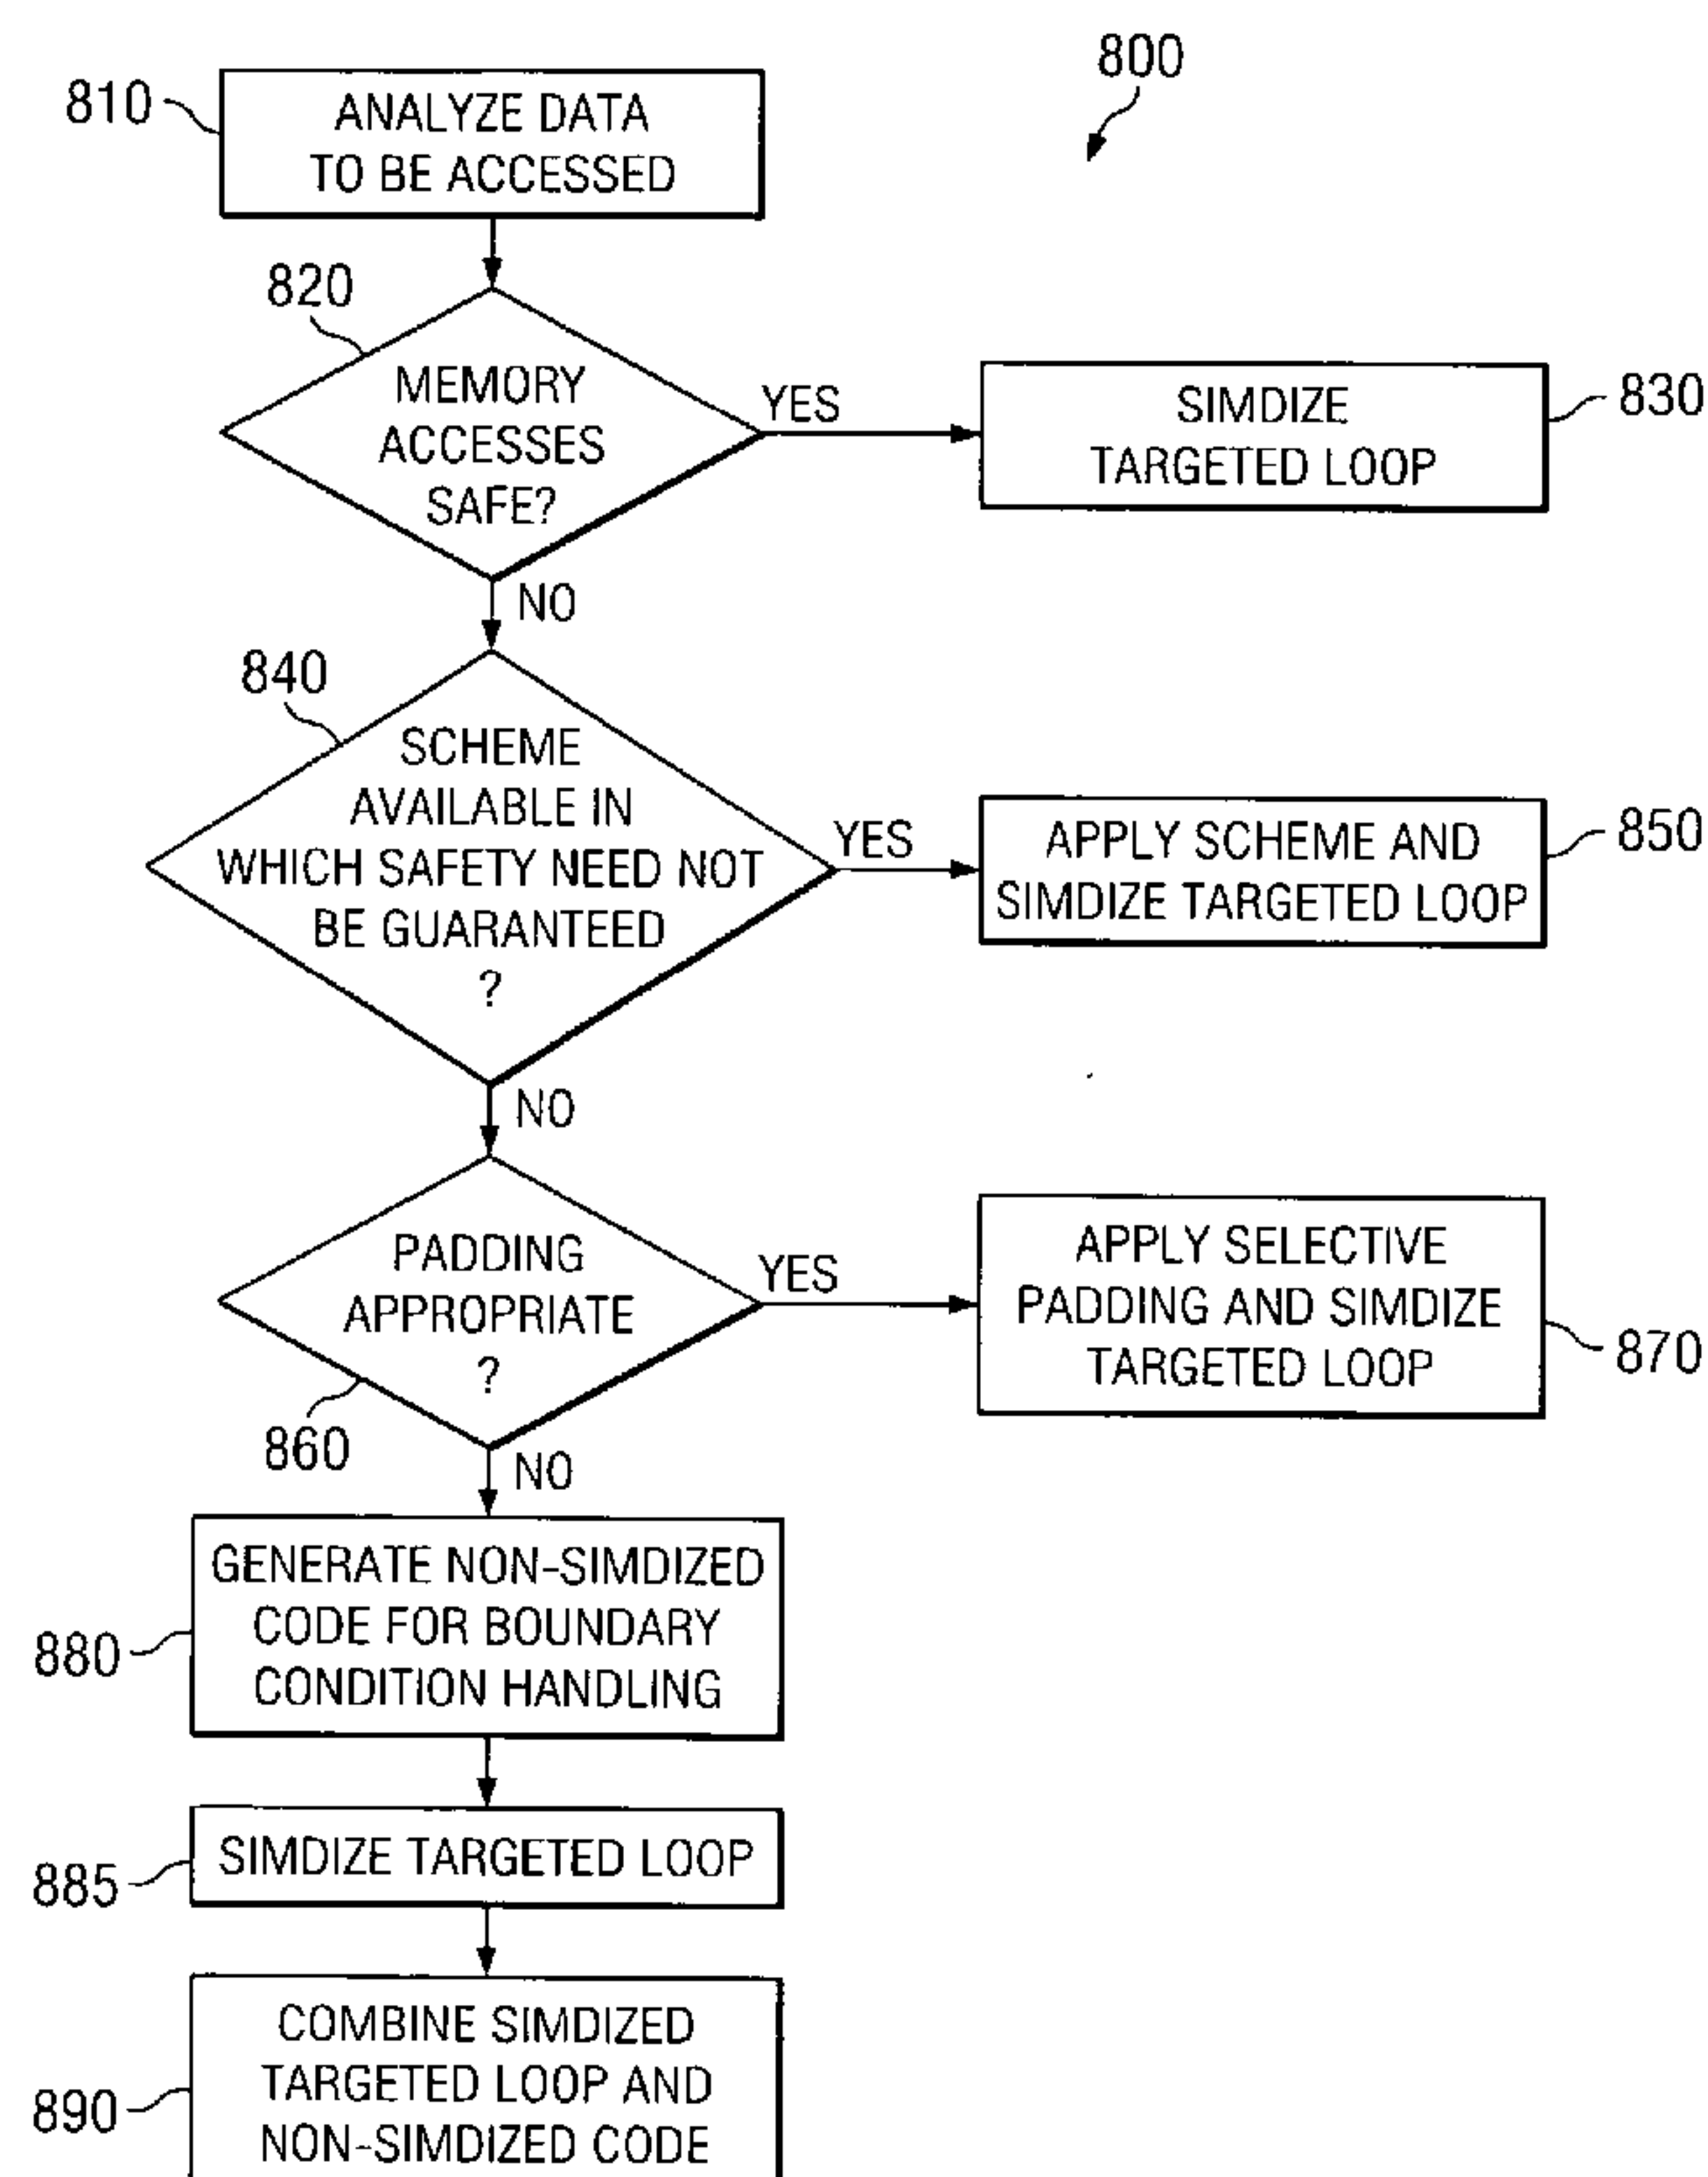 800
810
ANALYZE DATA
TO BE ACCESSED
820
MEMORY
ACCESSES
SAFE?
YES
SIMDIZE
TARGETED LOOP
830
NO
840
SCHEME
AVAILABLE IN
WHICH SAFETY NEED NOT
BE GUARANTEED
?
YES
APPLY SCHEME AND
SIMDIZE TARGETED LOOP
850
NO
PADDING
APPROPRIATE
?
860
YES
APPLY SELECTIVE
PADDING AND SIMDIZE
TARGETED LOOP
870
NO
GENERATE NON-SIMDIZED
CODE FOR BOUNDARY
CONDITION HANDLING
880
SIMDIZE TARGETED LOOP
885
COMBINE SIMDIZED
TARGETED LOOP AND
NON-SIMDIZED CODE
890